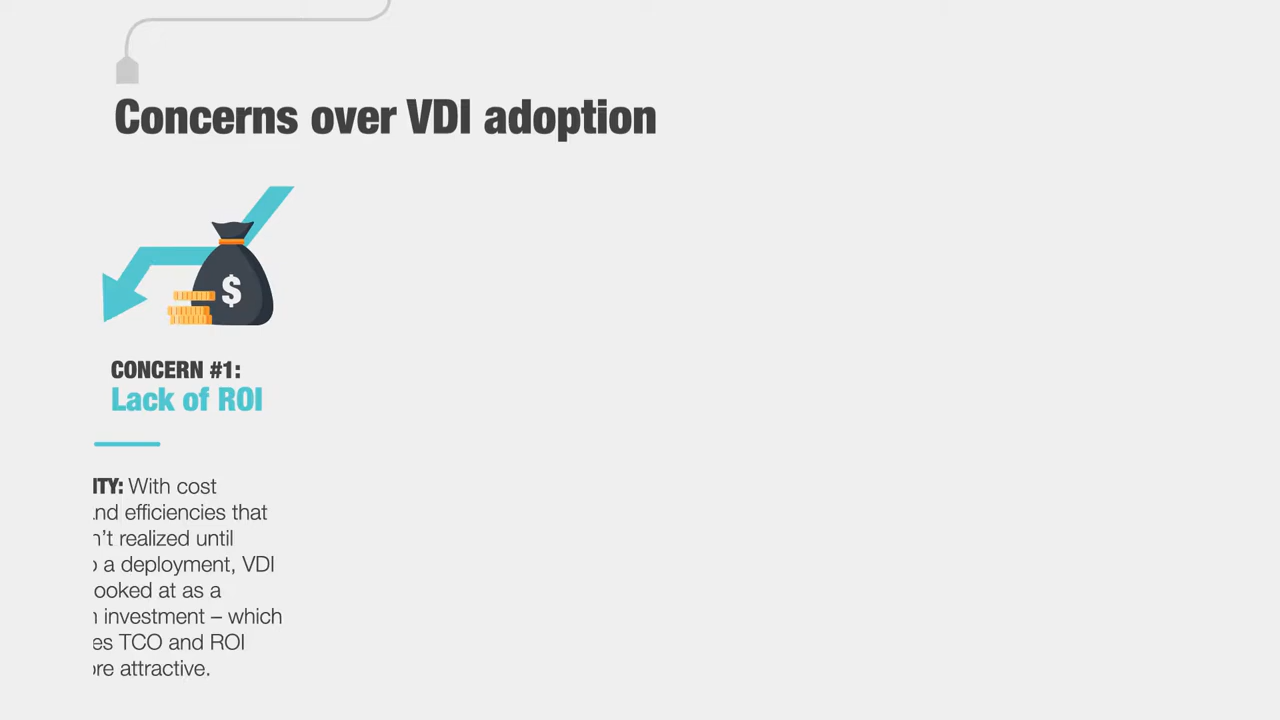 Concerns over VDI adoption
$
CONCERN #1:
Lack of ROI
ITY: With cost
nd efficiencies that
n’t realized until
a deployment, VDI
ooked at as a
investment – which
es TCO and ROI
ore attractive.